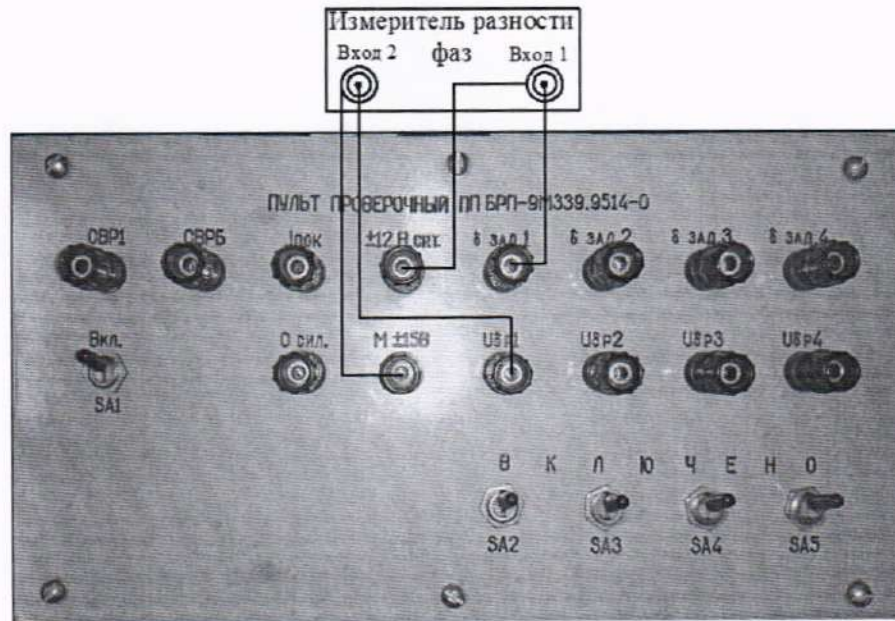 Измеритель разности
фаз
Вход 2 Вход 1
ПУЛЬТ ПРОВЕРОЧНЫЙ ПП БРП-9М339.9514-0
СВР1 СВРБ Iпок ±12 В сиг. δ зад.1 δ зад.2 δ зад.3 δ зад.4
Вкл. О сил. М ±15В Uδр1 Uδр2 Uδр3 Uδр4
SA1
В К Л Ю Ч Е Н О
SA2 SA3 SA4 SA5